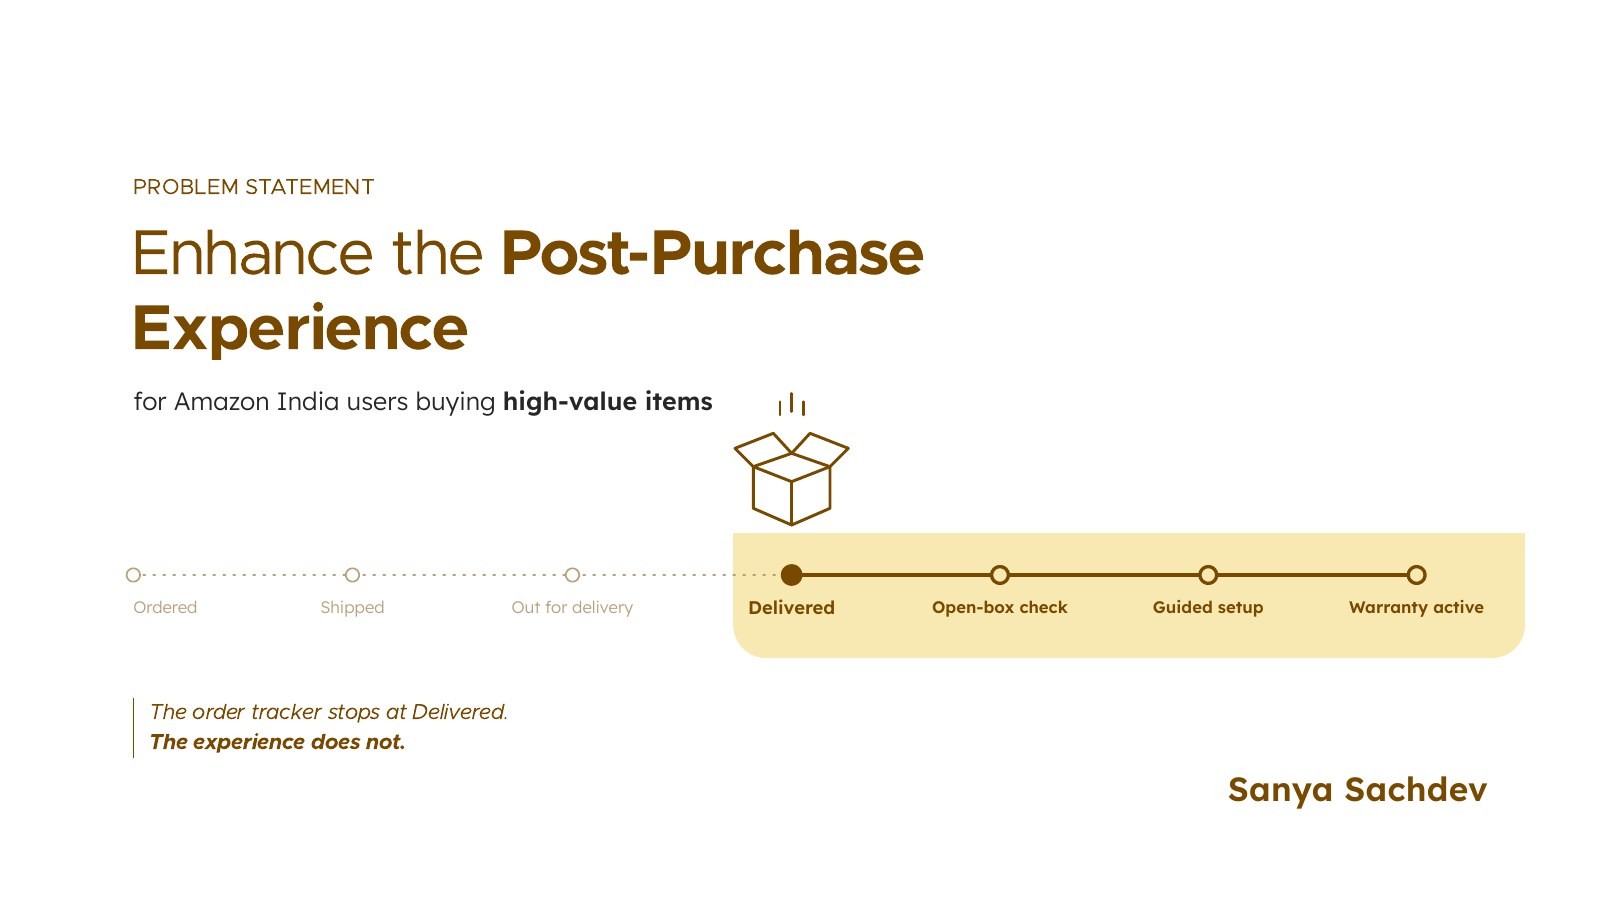 PROBLEM STATEMENT
Enhance the Post-Purchase
Experience
for Amazon India users buying high-value items
Ordered
Shipped
Out for delivery
Delivered
Open-box check
Guided setup
Warranty active
The order tracker stops at Delivered.
The experience does not.
Sanya Sachdev